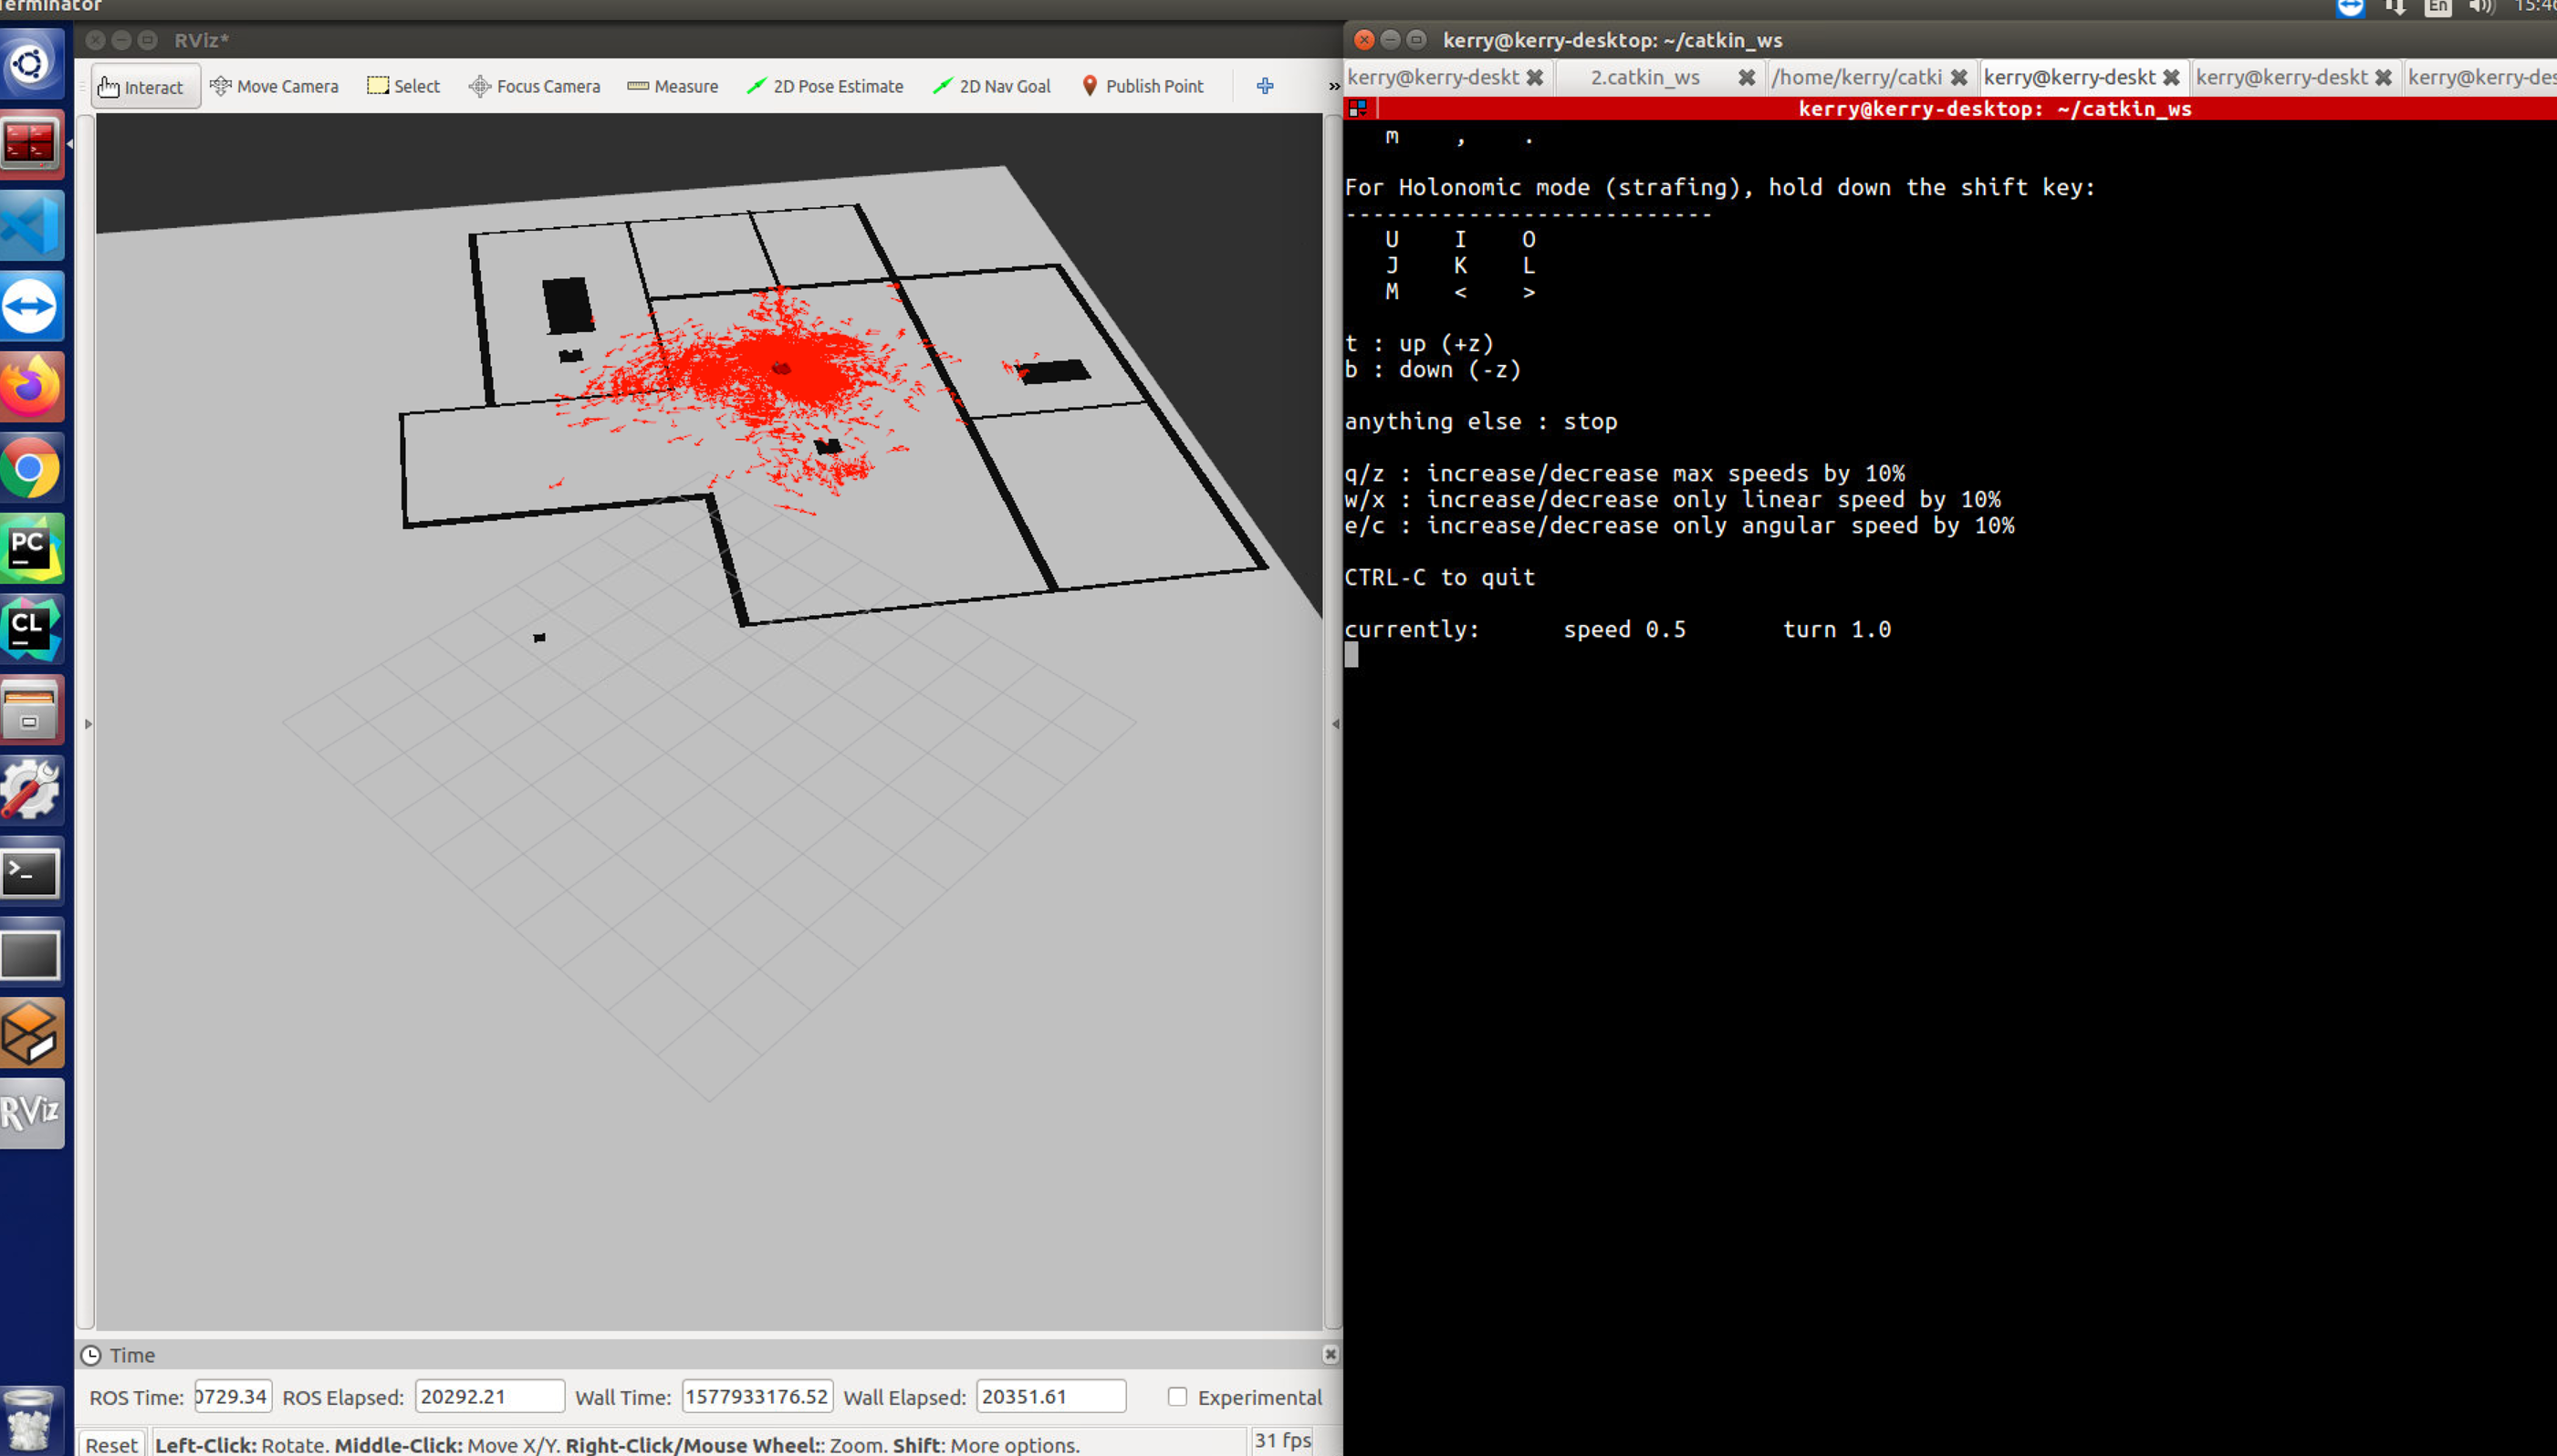 Terminator
En
15:46
RViz*
Interact
Move Camera
Select
Focus Camera
Measure
2D Pose Estimate
2D Nav Goal
Publish Point
»
kerry@kerry-desktop: ~/catkin_ws
kerry@kerry-deskt
2.catkin_ws
/home/kerry/catki
kerry@kerry-deskt
kerry@kerry-deskt
kerry@kerry-des
kerry@kerry-desktop: ~/catkin_ws
m , .
For Holonomic mode (strafing), hold down the shift key:
---------------------------
U I O
J K L
M < >
t : up (+z)
b : down (-z)
anything else : stop
q/z : increase/decrease max speeds by 10%
w/x : increase/decrease only linear speed by 10%
e/c : increase/decrease only angular speed by 10%
CTRL-C to quit
currently: speed 0.5 turn 1.0
PC
CL
>_
RViz
Time
ROS Time: 0729.34 ROS Elapsed: 20292.21 Wall Time: 1577933176.52 Wall Elapsed: 20351.61 Experimental
Reset Left-Click: Rotate. Middle-Click: Move X/Y. Right-Click/Mouse Wheel:: Zoom. Shift: More options. 31 fps